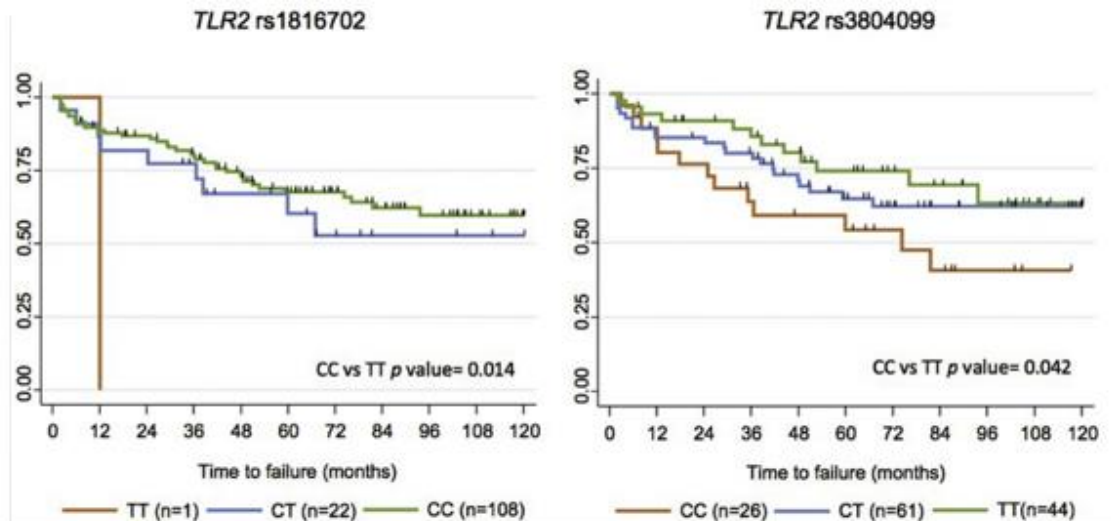 TLR2 rs1816702
1.00
0.75
0.50
0.25
0.00
CC vs TT p value= 0.014
0 12 24 36 48 60 72 84 96 108 120
Time to failure (months)
TT (n=1) CT (n=22) CC (n=108)
TLR2 rs3804099
1.00
0.75
0.50
0.25
0.00
CC vs TT p value= 0.042
0 12 24 36 48 60 72 84 96 108 120
Time to failure (months)
CC (n=26) CT (n=61) TT(n=44)